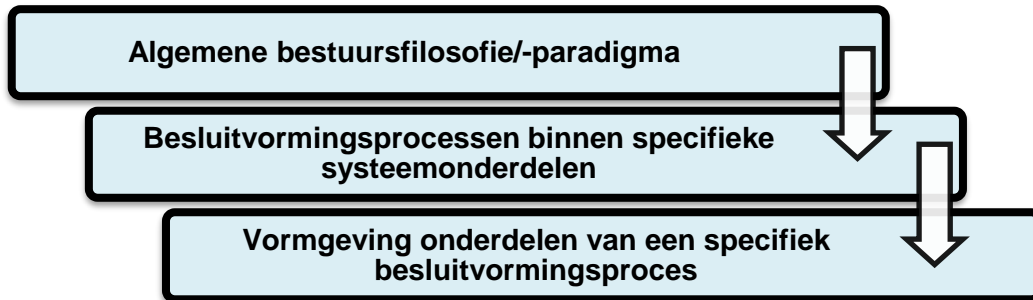 Algemene bestuursfilosofie/-paradigma
Besluitvormingsprocessen binnen specifieke
systeemonderdelen
Vormgeving onderdelen van een specifiek
besluitvormingsproces